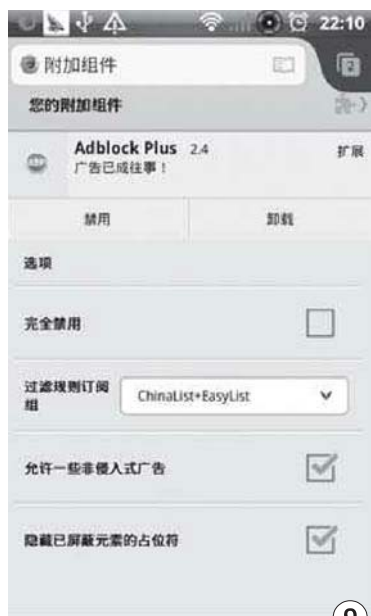 22:10
附加组件
您的附加组件
Adblock Plus 2.4
扩展
广告已成往事！
禁用
卸载
选项
完全禁用
过滤规则订阅组
ChinaList+EasyList
允许一些非侵入式广告
隐藏已屏蔽元素的占位符